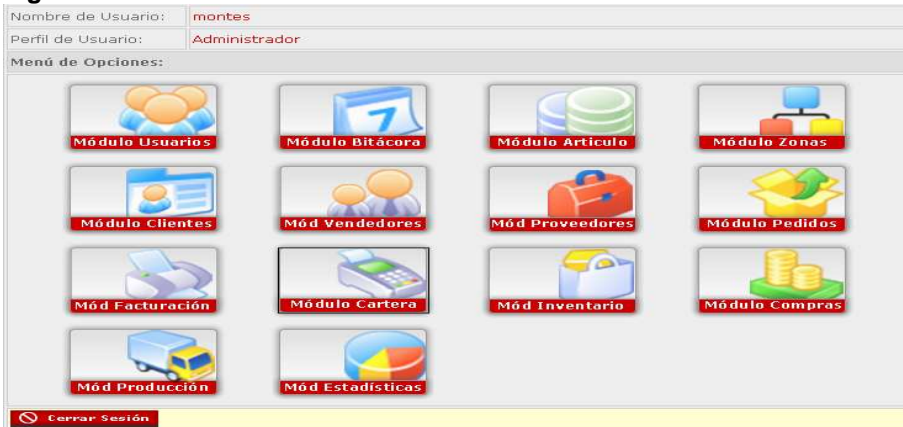 Nombre de Usuario: montes
Perfil de Usuario: Administrador
Menú de Opciones:
Módulo Usuarios Módulo Bitácora Módulo Articulo Módulo Zonas
7
Módulo Clientes Mód Vendedores Mód Proveedores Módulo Pedidos
Mód Facturación Módulo Cartera Mód Inventario Módulo Compras
Mód Producción Mód Estadísticas
Cerrar Sesión